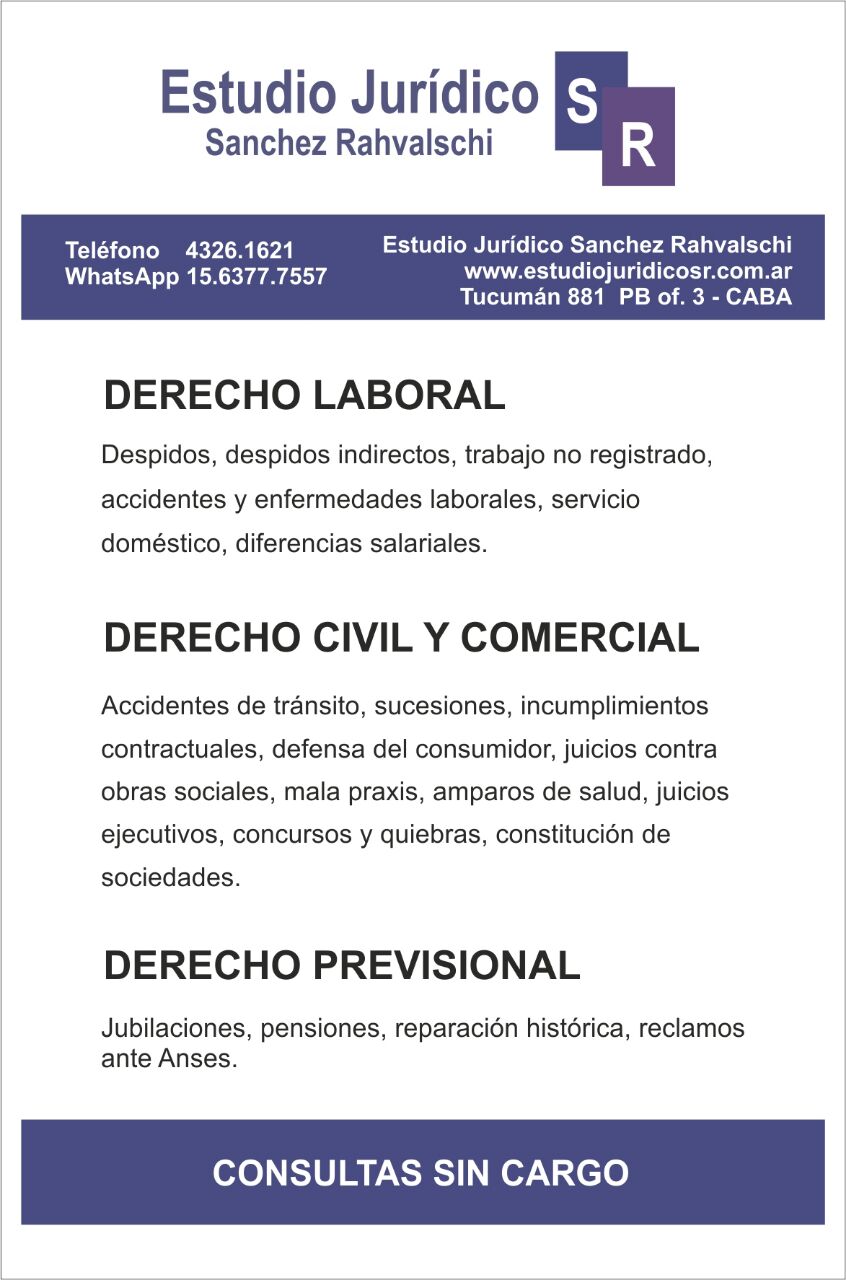 Estudio Jurídico
Sanchez Rahvalschi
S
R
Teléfono 4326.1621
WhatsApp 15.6377.7557
Estudio Jurídico Sanchez Rahvalschi
www.estudiojuridicosr.com.ar
Tucumán 881 PB of. 3 - CABA
DERECHO LABORAL
Despidos, despidos indirectos, trabajo no registrado,
accidentes y enfermedades laborales, servicio
doméstico, diferencias salariales.
DERECHO CIVIL Y COMERCIAL
Accidentes de tránsito, sucesiones, incumplimientos
contractuales, defensa del consumidor, juicios contra
obras sociales, mala praxis, amparos de salud, juicios
ejecutivos, concursos y quiebras, constitución de
sociedades.
DERECHO PREVISIONAL
Jubilaciones, pensiones, reparación histórica, reclamos
ante Anses.
CONSULTAS SIN CARGO